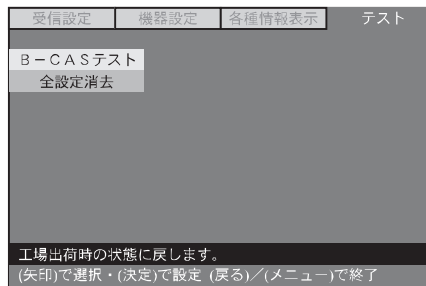 受信設定 機器設定 各種情報表示 テスト
B－CASテスト
全設定消去
工場出荷時の状態に戻します。
(矢印)で選択・(決定)で設定 (戻る)／(メニュー)で終了